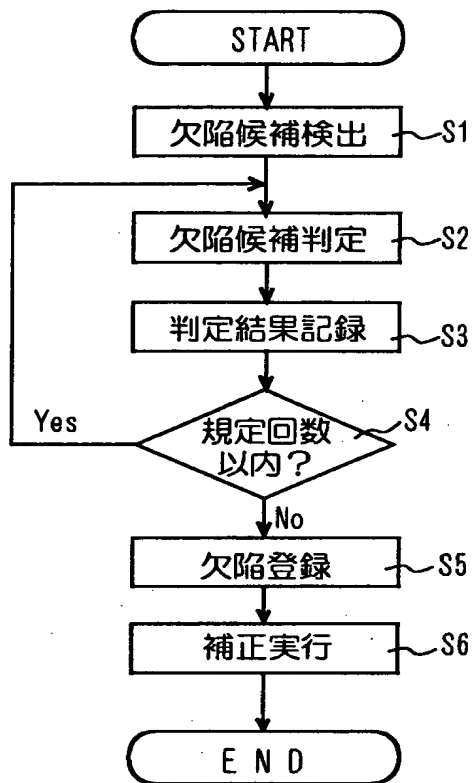 START
欠陥候補検出
S1
欠陥候補判定
S2
判定結果記録
S3
Yes
規定回数
以内?
S4
No
欠陥登録
S5
補正実行
S6
END